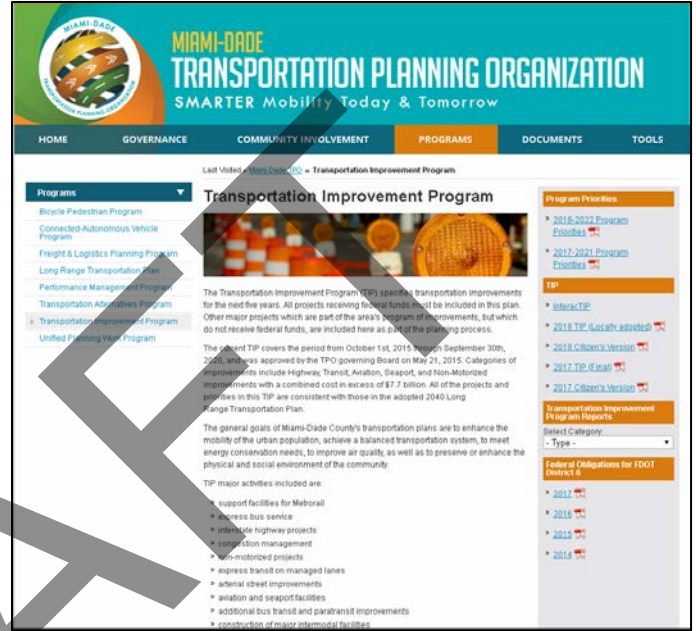 MIAMI-DADE
TRANSPORTATION PLANNING ORGANIZATION
MIAMI-DADE
TRANSPORTATION PLANNING ORGANIZATION
SMARTER Mobility Today & Tomorrow
HOME GOVERNANCE COMMUNITY INVOLVEMENT PROGRAMS DOCUMENTS TOOLS
Last Visited » Miami-Dade TPO » Transportation Improvement Program
Programs
Bicycle Pedestrian Program
Connected-Autonomous Vehicle
Program
Freight & Logistics Planning Program
Long Range Transportation Plan
Performance Management Program
Transportation Alternatives Program
Transportation Improvement Program
Unified Planning Work Program
Transportation Improvement Program
The Transportation Improvement Program (TIP) specifies transportation improvements
for the next five years. All projects receiving federal funds must be included in this plan.
Other major projects which are part of the area's program of improvements, but which
do not receive federal funds, are included here as part of the planning process.
The current TIP covers the period from October 1st, 2015 through September 30th,
2020, and was approved by the TPO governing Board on May 21, 2015. Categories of
improvements include Highway, Transit, Aviation, Seaport, and Non-Motorized
improvements with a combined cost in excess of $7.7 billion. All of the projects and
priorities in this TIP are consistent with those in the adopted 2040 Long
Range Transportation Plan.
The general goals of Miami-Dade County's transportation plans are to enhance the
mobility of the urban population, achieve a balanced transportation system, to meet
energy conservation needs, to improve air quality, as well as to preserve or enhance the
physical and social environment of the community.
TIP major activities included are:
support facilities for Metrorail
express bus service
interstate highway projects
congestion management
non-motorized projects
express transit on managed lanes
arterial street improvements
aviation and seaport facilities
additional bus transit and paratransit improvements
construction of major intermodal facilities
Program Priorities
2018-2022 Program
Priorities
2017-2021 Program
Priorities
TIP
InteracTIP
2018 TIP (Locally adopted)
2018 Citizen's Version
2017 TIP (Final)
2017 Citizen's Version
Transportation Improvement
Program Reports
Select Category:
- Type -
Federal Obligations for FDOT
District 6
2017
2016
2015
2014